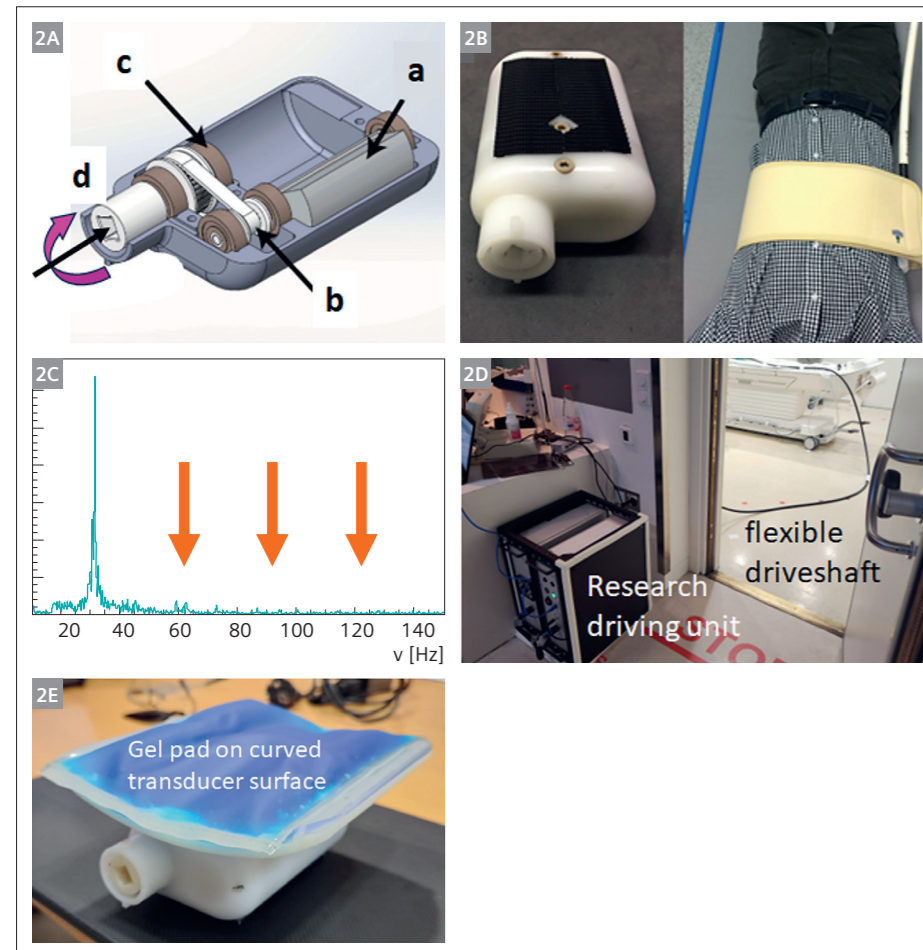 2A
c
a
d
b
2B
2C
20
40
60
80
100
120
140
ν [Hz]
2D
flexible
driveshaft
Research
driving unit
STO
2E
Gel pad on curved
transducer surface